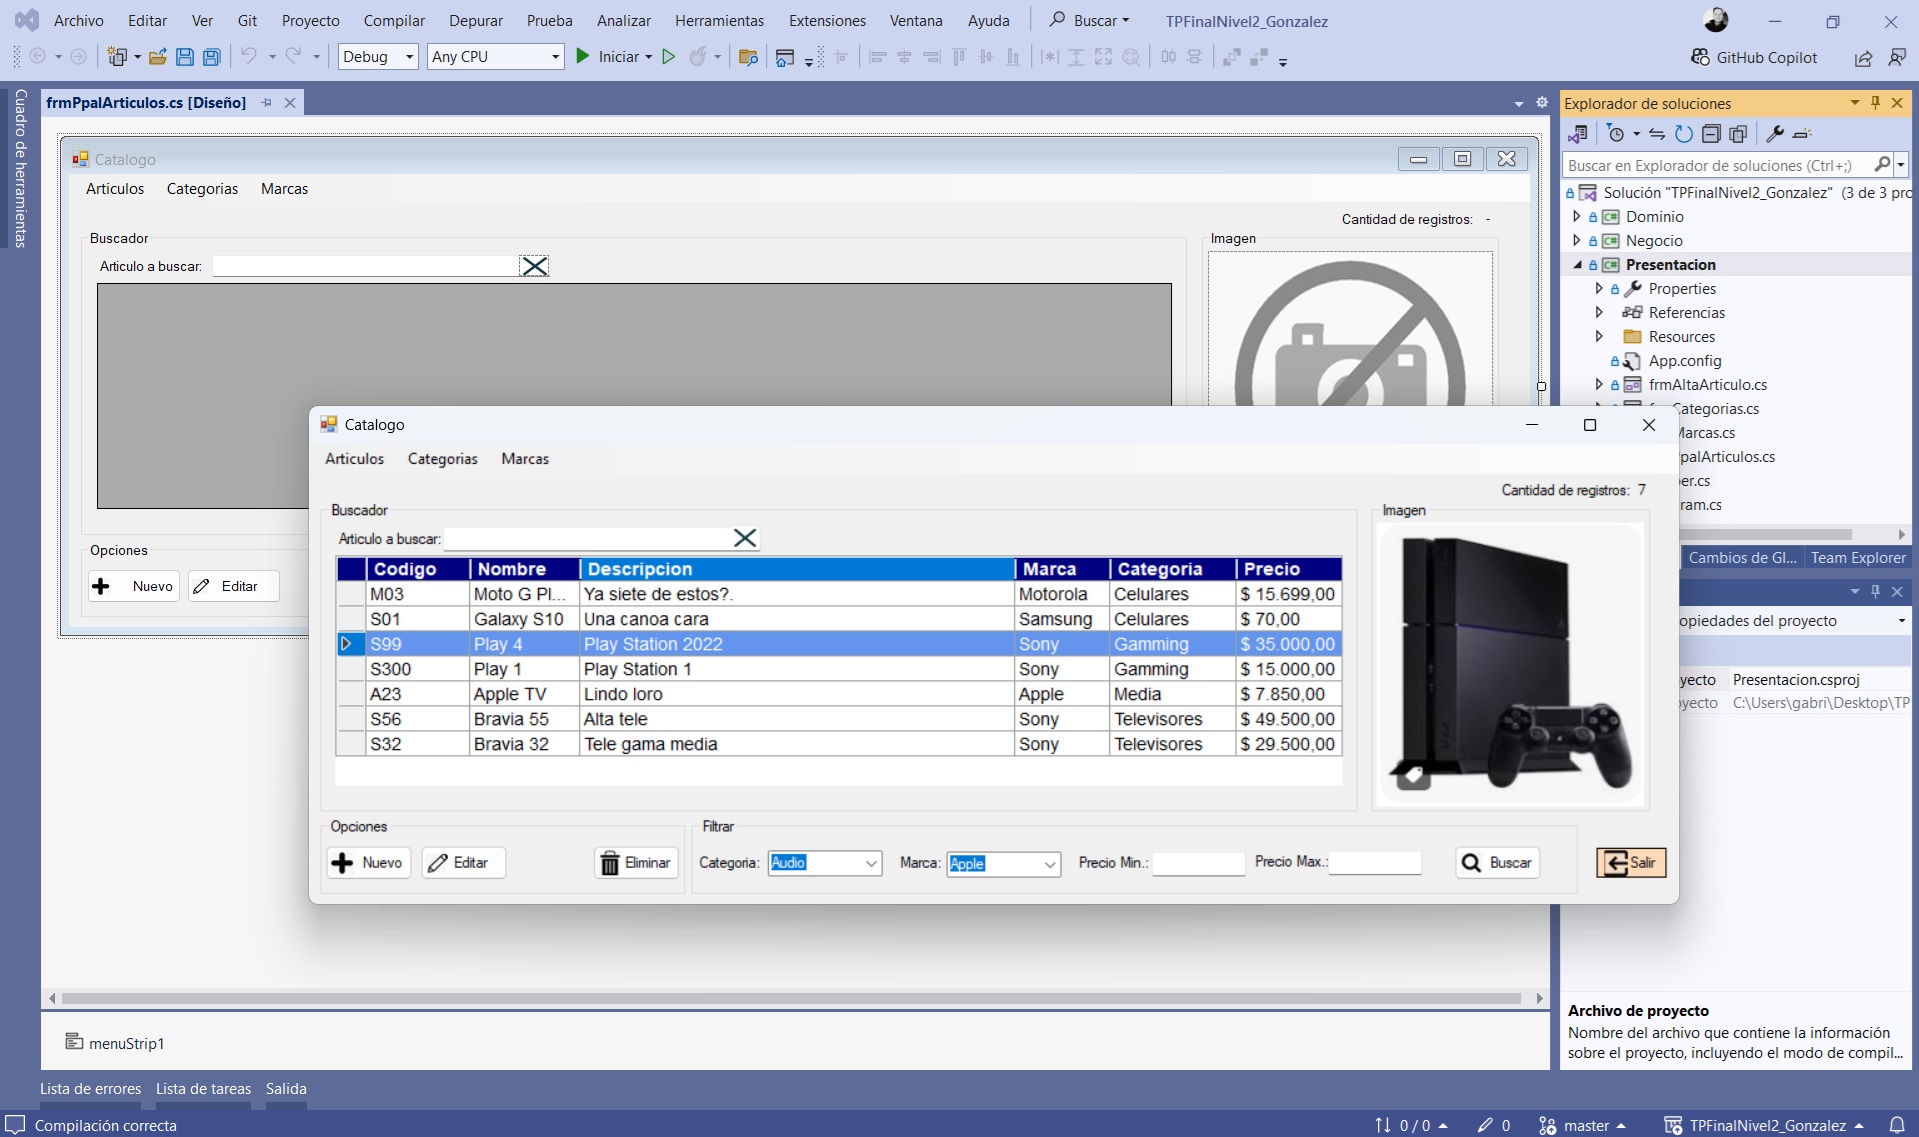 Archivo Editar Ver Git Proyecto Compilar Depurar Prueba Analizar Herramientas Extensiones Ventana Ayuda Buscar TPFinalNivel2_Gonzalez
Debug Any CPU Iniciar GitHub Copilot
Cuadro de herramientas
frmPpalArticulos.cs [Diseño]
Catalogo
Articulos Categorias Marcas
Cantidad de registros: -
Buscador
Imagen
Articulo a buscar:
Opciones
Nuevo Editar
Catalogo
Articulos Categorias Marcas
Cantidad de registros: 7
Buscador
Imagen
Articulo a buscar:
Codigo Nombre Descripcion Marca Categoria Precio
M03 Moto G Pl... Ya siete de estos?. Motorola Celulares $ 15.699,00
S01 Galaxy S10 Una canoa cara Samsung Celulares $ 70,00
S99 Play 4 Play Station 2022 Sony Gamming $ 35.000,00
S300 Play 1 Play Station 1 Sony Gamming $ 15.000,00
A23 Apple TV Lindo loro Apple Media $ 7.850,00
S56 Bravia 55 Alta tele Sony Televisores $ 49.500,00
S32 Bravia 32 Tele gama media Sony Televisores $ 29.500,00
Opciones
Nuevo Editar Eliminar
Filtrar
Categoria: Audio Marca: Apple Precio Min.: Precio Max.: Buscar
Salir
Explorador de soluciones
Buscar en Explorador de soluciones (Ctrl+;)
Solución "TPFinalNivel2_Gonzalez" (3 de 3 pro
C# Dominio
C# Negocio
C# Presentacion
Properties
Referencias
Resources
App.config
frmAltaArticulo.cs
Categorias.cs
Marcas.cs
palArticulos.cs
er.cs
ram.cs
Cambios de GI... Team Explorer
opiedades del proyecto
yecto Presentacion.csproj
yecto C:\Users\gabri\Desktop\TP
Archivo de proyecto
Nombre del archivo que contiene la información
sobre el proyecto, incluyendo el modo de compil...
menuStrip1
Lista de errores Lista de tareas Salida
Compilación correcta 0 / 0 0 master TPFinalNivel2_Gonzalez